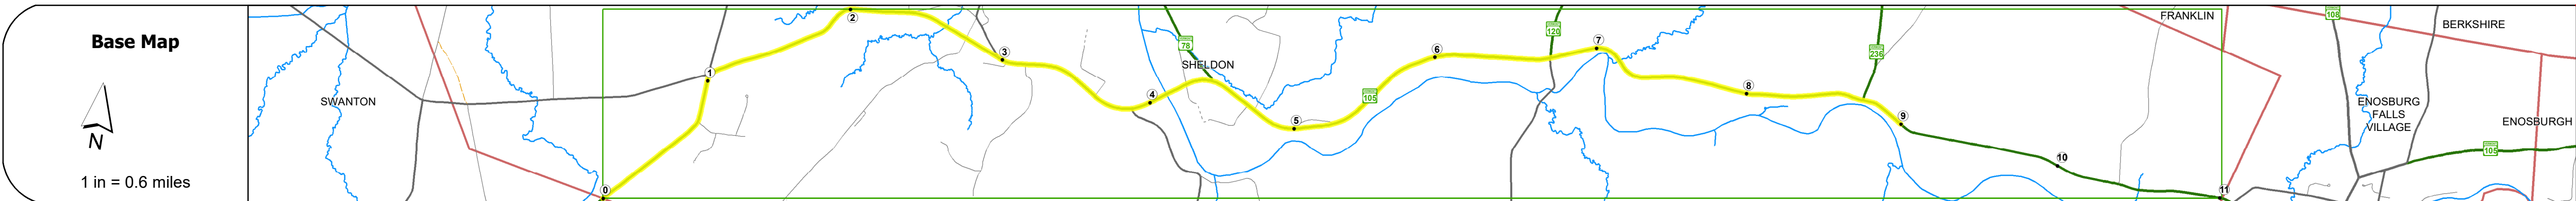 Base Map
N
1 in = 0.6 miles
SWANTON
0
1
2
3
4
78
SHELDON
5
105
6
120
7
8
236
9
10
11
FRANKLIN
108
BERKSHIRE
ENOSBURG
FALLS
VILLAGE
ENOSBURGH
105